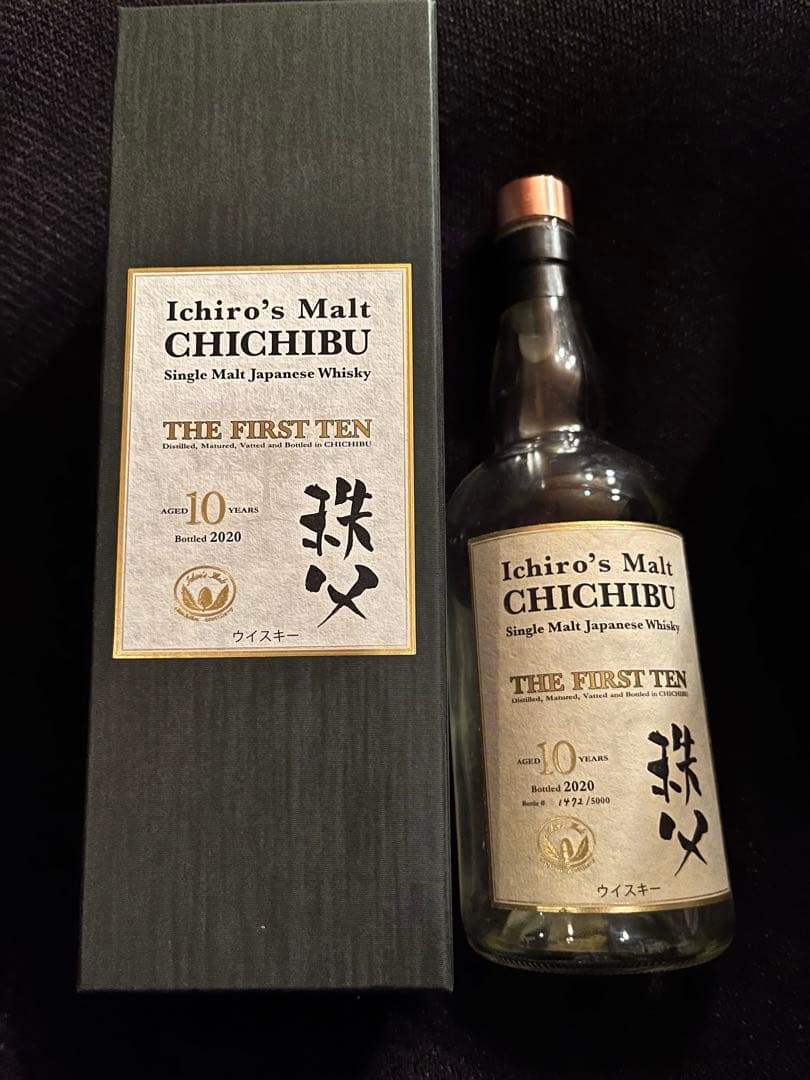 Ichiro's Malt
CHICHIBU
Single Malt Japanese Whisky
THE FIRST TEN
Distilled, Matured, Vatted and Bottled in CHICHIBU
AGED 10 YEARS
Bottled 2020
秩父
Ichiro's Malt
ウイスキー
Ichiro's Malt
CHICHIBU
Single Malt Japanese Whisky
THE FIRST TEN
Distilled, Matured, Vatted and Bottled in CHICHIBU
AGED 10 YEARS
Bottled 2020
Bottle # 1472/5000
秩父
ウイスキー